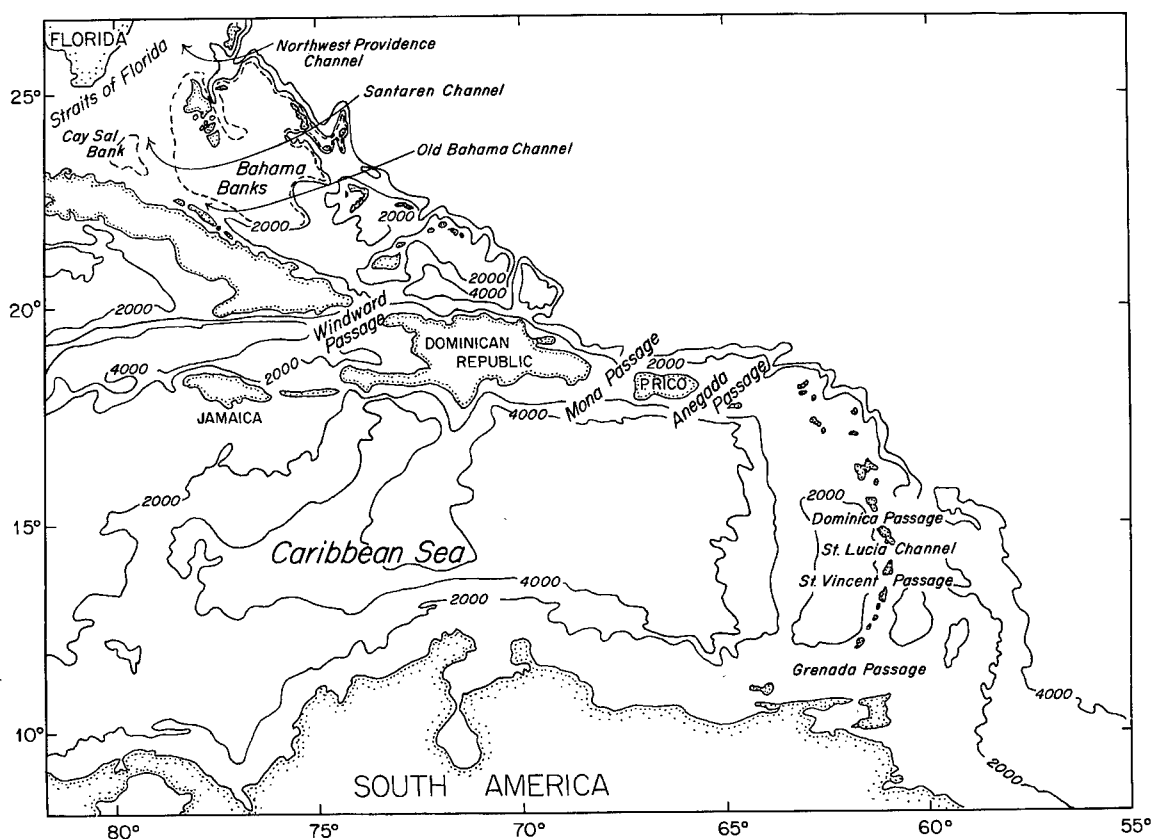 FLORIDA
Straits of Florida
Northwest Providence
Channel
Santaren Channel
Cay Sal
Bank
Old Bahama Channel
Bahama
Banks
2000
2000
2000
4000
2000
Windward
Passage
DOMINICAN
REPUBLIC
4000
2000
JAMAICA
Mona Passage
2000
P. RICO
Anegada
Passage
4000
2000
2000
Dominica Passage
St. Lucia Channel
St. Vincent Passage
Caribbean Sea
4000
2000
Grenada Passage
4000
2000
SOUTH AMERICA
25°
20°
15°
10°
80°
75°
70°
65°
60°
55°